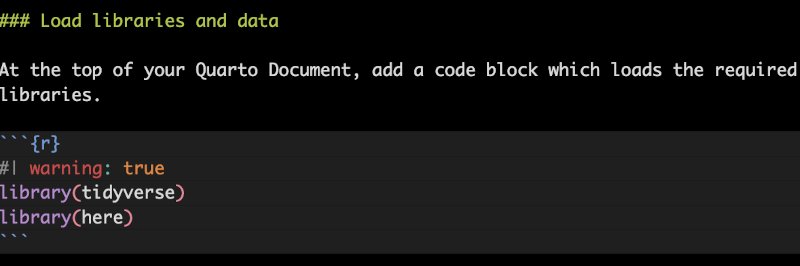 ### Load libraries and data
At the top of your Quarto Document, add a code block which loads the required
libraries.
```{r}
#| warning: true
library(tidyverse)
library(here)
```